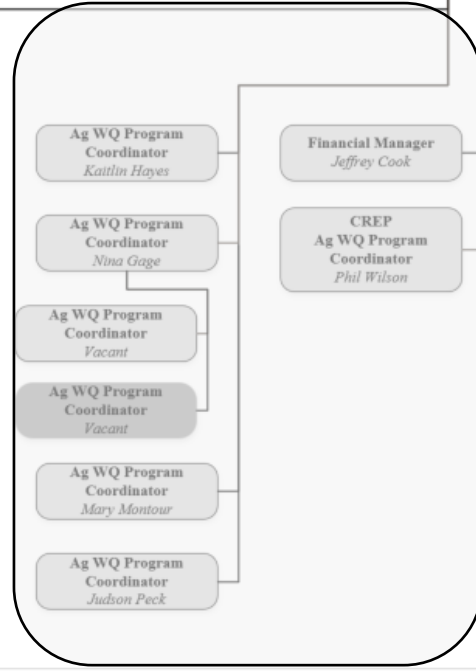 Ag WQ Program
Coordinator
Kaitlin Hayes
Ag WQ Program
Coordinator
Nina Gage
Ag WQ Program
Coordinator
Vacant
Ag WQ Program
Coordinator
Vacant
Ag WQ Program
Coordinator
Mary Montour
Ag WQ Program
Coordinator
Judson Peck
Financial Manager
Jeffrey Cook
CREP
Ag WQ Program
Coordinator
Phil Wilson